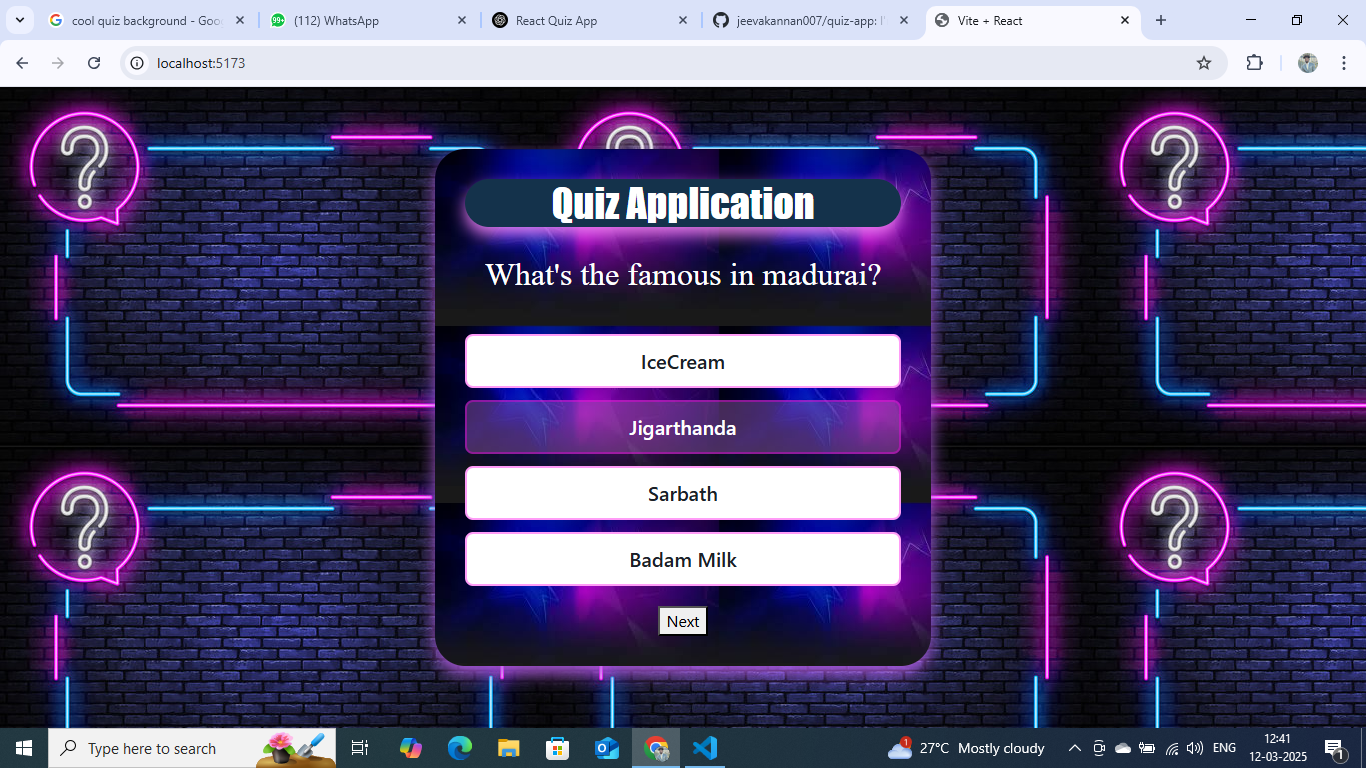 cool quiz background - Goo
(112) WhatsApp
React Quiz App
jeevakannan007/quiz-app: I'
Vite + React
localhost:5173
Quiz Application
What's the famous in madurai?
IceCream
Jigarthanda
Sarbath
Badam Milk
Next
Type here to search
1
27°C Mostly cloudy
ENG
12:41
12-03-2025
1